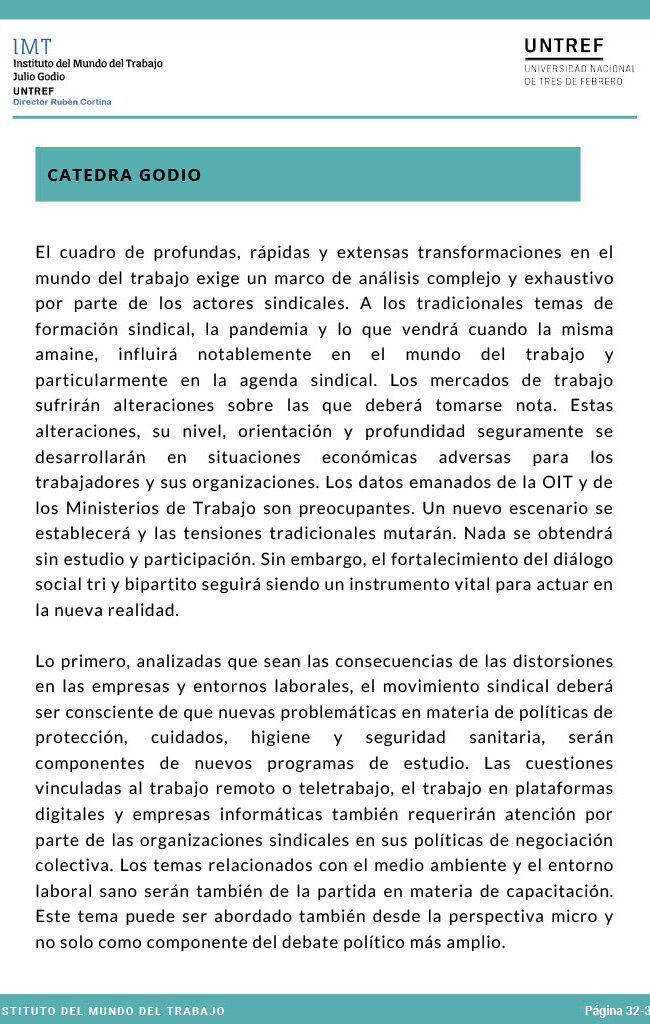 IMT
Instituto del Mundo del Trabajo
Julio Godio
UNTREF
Director Rubén Cortina
UNTREF
UNIVERSIDAD NACIONAL
DE TRES DE FEBRERO
CATEDRA GODIO
El cuadro de profundas, rápidas y extensas transformaciones en el
mundo del trabajo exige un marco de análisis complejo y exhaustivo
por parte de los actores sindicales. A los tradicionales temas de
formación sindical, la pandemia y lo que vendrá cuando la misma
amaine, influirá notablemente en el mundo del trabajo y
particularmente en la agenda sindical. Los mercados de trabajo
sufrirán alteraciones sobre las que deberá tomarse nota. Estas
alteraciones, su nivel, orientación y profundidad seguramente se
desarrollarán en situaciones económicas adversas para los
trabajadores y sus organizaciones. Los datos emanados de la OIT y de
los Ministerios de Trabajo son preocupantes. Un nuevo escenario se
establecerá y las tensiones tradicionales mutarán. Nada se obtendrá
sin estudio y participación. Sin embargo, el fortalecimiento del diálogo
social tri y bipartito seguirá siendo un instrumento vital para actuar en
la nueva realidad.
Lo primero, analizadas que sean las consecuencias de las distorsiones
en las empresas y entornos laborales, el movimiento sindical deberá
ser consciente de que nuevas problemáticas en materia de políticas de
protección, cuidados, higiene y seguridad sanitaria, serán
componentes de nuevos programas de estudio. Las cuestiones
vinculadas al trabajo remoto o teletrabajo, el trabajo en plataformas
digitales y empresas informáticas también requerirán atención por
parte de las organizaciones sindicales en sus políticas de negociación
colectiva. Los temas relacionados con el medio ambiente y el entorno
laboral sano serán también de la partida en materia de capacitación.
Este tema puede ser abordado también desde la perspectiva micro y
no solo como componente del debate político más amplio.
STITUTO DEL MUNDO DEL TRABAJO
Página 32-3